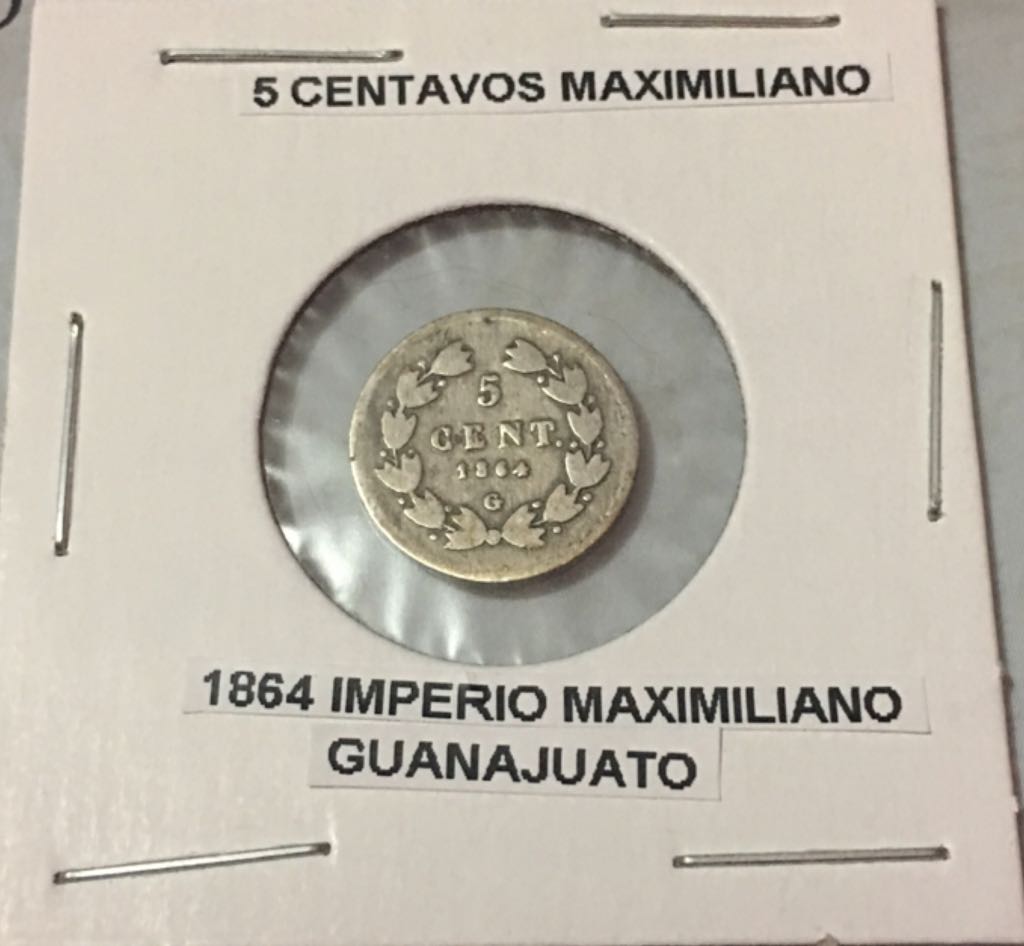 5 CENTAVOS MAXIMILIANO
5
CENT.
1864
G
1864 IMPERIO MAXIMILIANO
GUANAJUATO